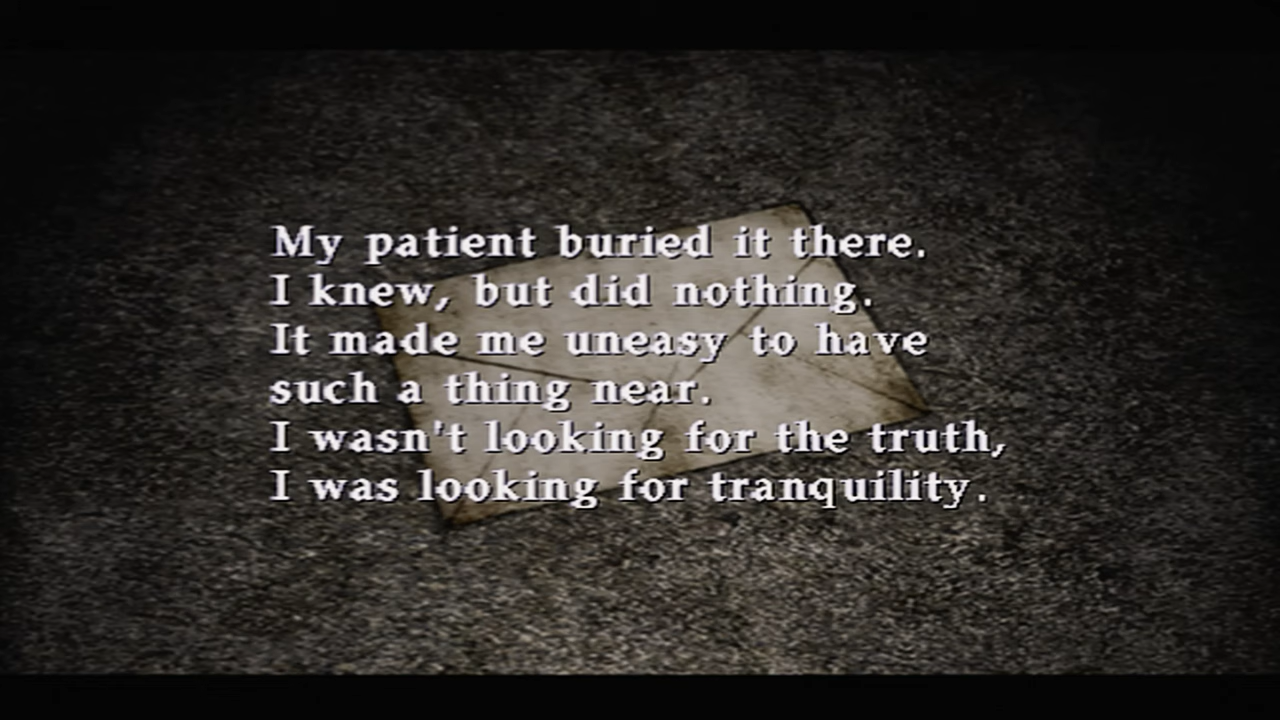 My patient buried it there.
I knew, but did nothing.
It made me uneasy to have
such a thing near.
I wasn't looking for the truth,
I was looking for tranquility.